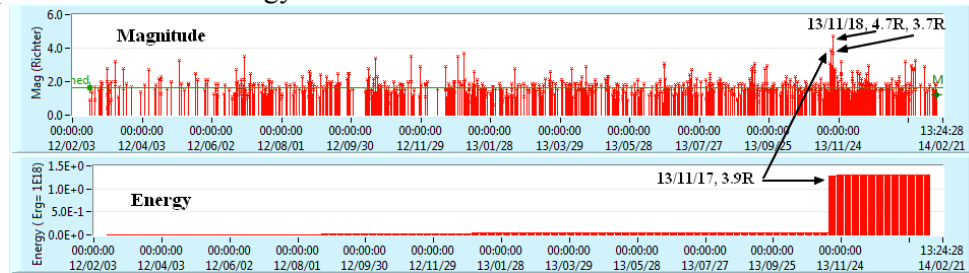 6.0
13/11/18, 4.7R, 3.7R
Magnitude
Mag (Richter)
4.0
ned
2.0
M
0.0
00:00:00 00:00:00 00:00:00 00:00:00 00:00:00 00:00:00 00:00:00 00:00:00 00:00:00 00:00:00 00:00:00 00:00:00 13:24:28
12/02/03 12/04/03 12/06/02 12/08/01 12/09/30 12/11/29 13/01/28 13/03/29 13/05/28 13/07/27 13/09/25 13/11/24 14/02/21
1.5E+0
13/11/17, 3.9R
1.0E+0
Energy
Energy ( Erg= 1E18)
5.0E-1
0.0E+0
00:00:00 00:00:00 00:00:00 00:00:00 00:00:00 00:00:00 00:00:00 00:00:00 00:00:00 00:00:00 00:00:00 00:00:00 13:24:28
12/02/03 12/04/03 12/06/02 12/08/01 12/09/30 12/11/29 13/01/28 13/03/29 13/05/28 13/07/27 13/09/25 13/11/24 14/02/21